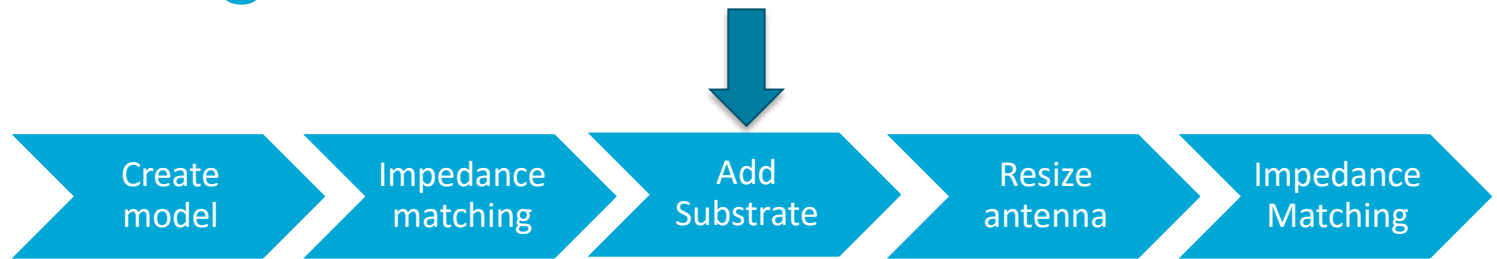 Create
model
Impedance
matching
Add
Substrate
Resize
antenna
Impedance
Matching